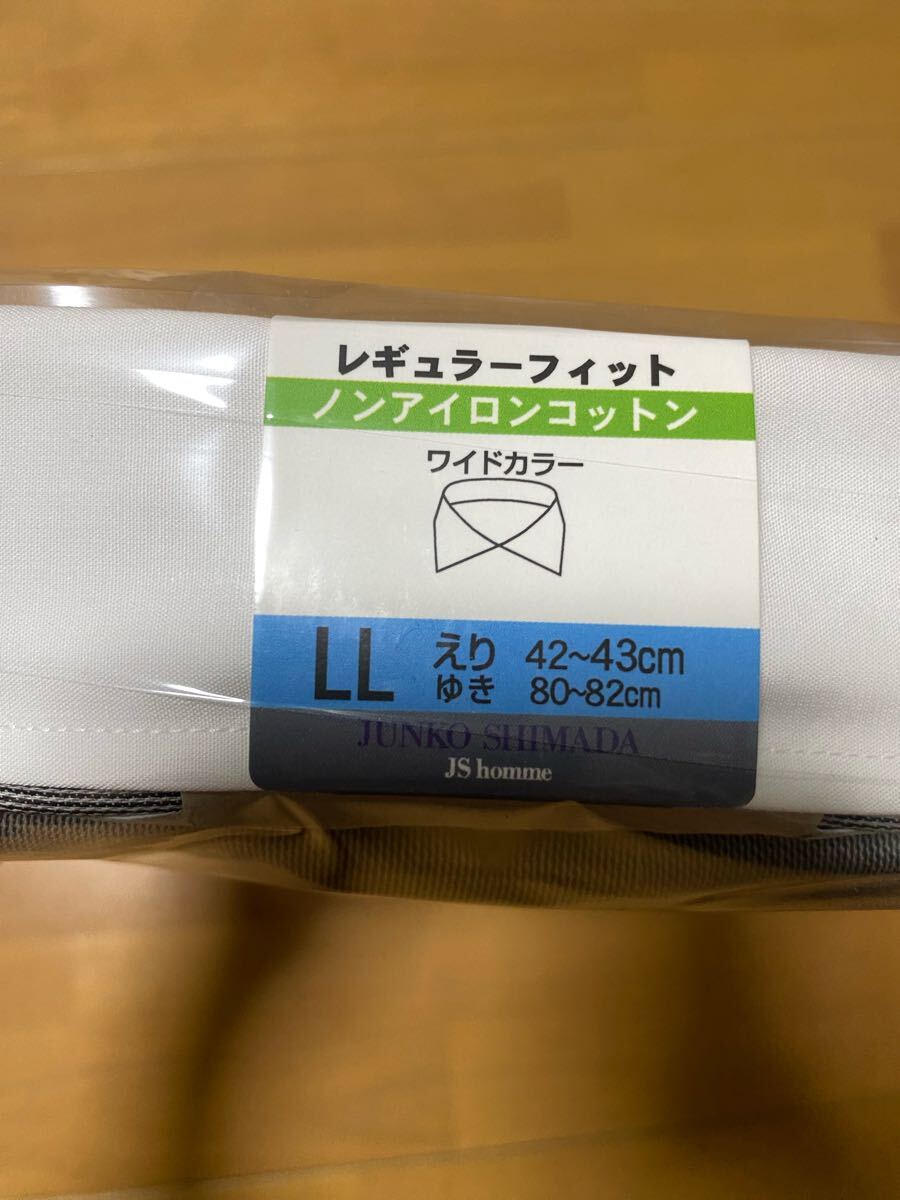 レギュラーフィット
ノンアイロンコットン
ワイドカラー
LL えり 42~43cm
ゆき 80~82cm
JUNKO SHIMADA
JS homme